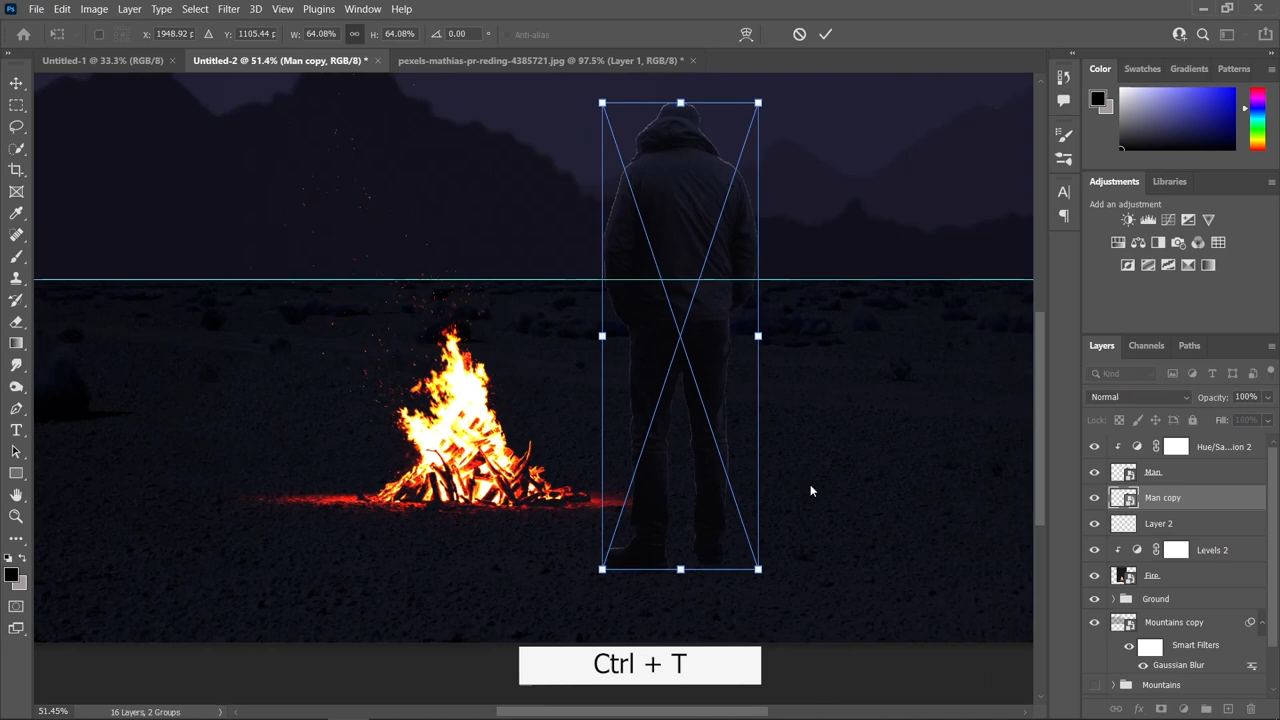 Ps File Edit Image Layer Type Select Filter 3D View Plugins Window Help
X: 1948.92 p Y: 1105.44 p W: 64.08% H: 64.08% 0.00 ° Anti-alias
Untitled-1 @ 33.3% (RGB/8) × Untitled-2 @ 51.4% (Man copy, RGB/8) * × pexels-mathias-pr-reding-4385721.jpg @ 97.5% (Layer 1, RGB/8) * ×
Color Swatches Gradients Patterns
Adjustments Libraries
Add an adjustment
Layers Channels Paths
Kind
Normal Opacity: 100%
Lock: Fill: 100%
Hue/Sa...ion 2
Man
Man copy
Layer 2
Levels 2
Fire
Ground
Mountains copy
Smart Filters
Gaussian Blur
Mountains
Ctrl + T
51.45% 16 Layers, 2 Groups